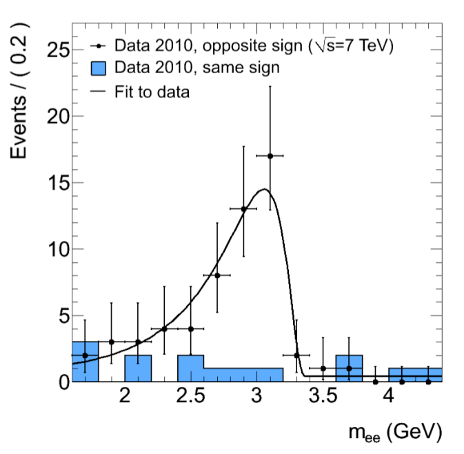 Events / ( 0.2 )
Data 2010, opposite sign (√s=7 TeV)
Data 2010, same sign
Fit to data
25
20
15
10
5
0
2 2.5 3 3.5 4
mee (GeV)